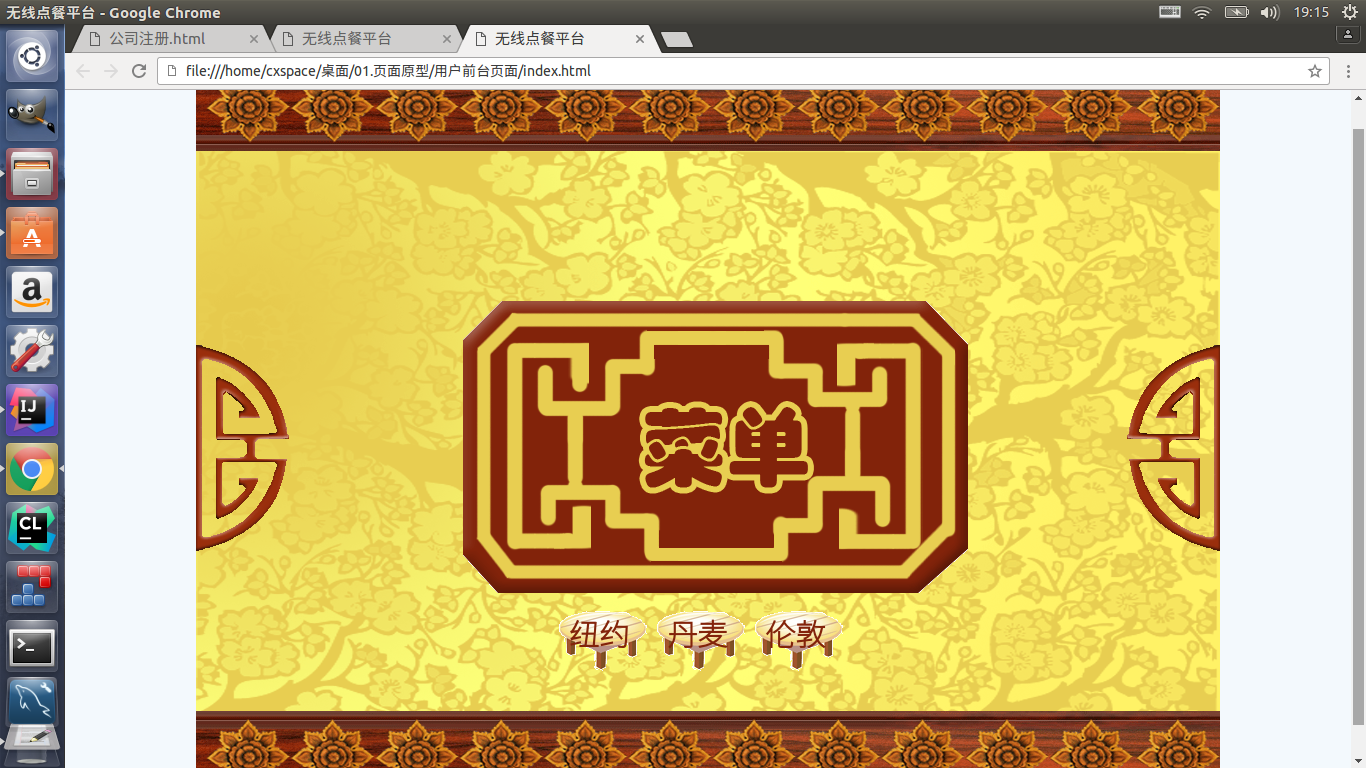 无线点餐平台 - Google Chrome
19:15
公司注册.html
无线点餐平台
无线点餐平台
file:///home/cxspace/桌面/01.页面原型/用户前台页面/index.html
菜单
纽约
丹麦
伦敦
A
a
IJ
CL
>_